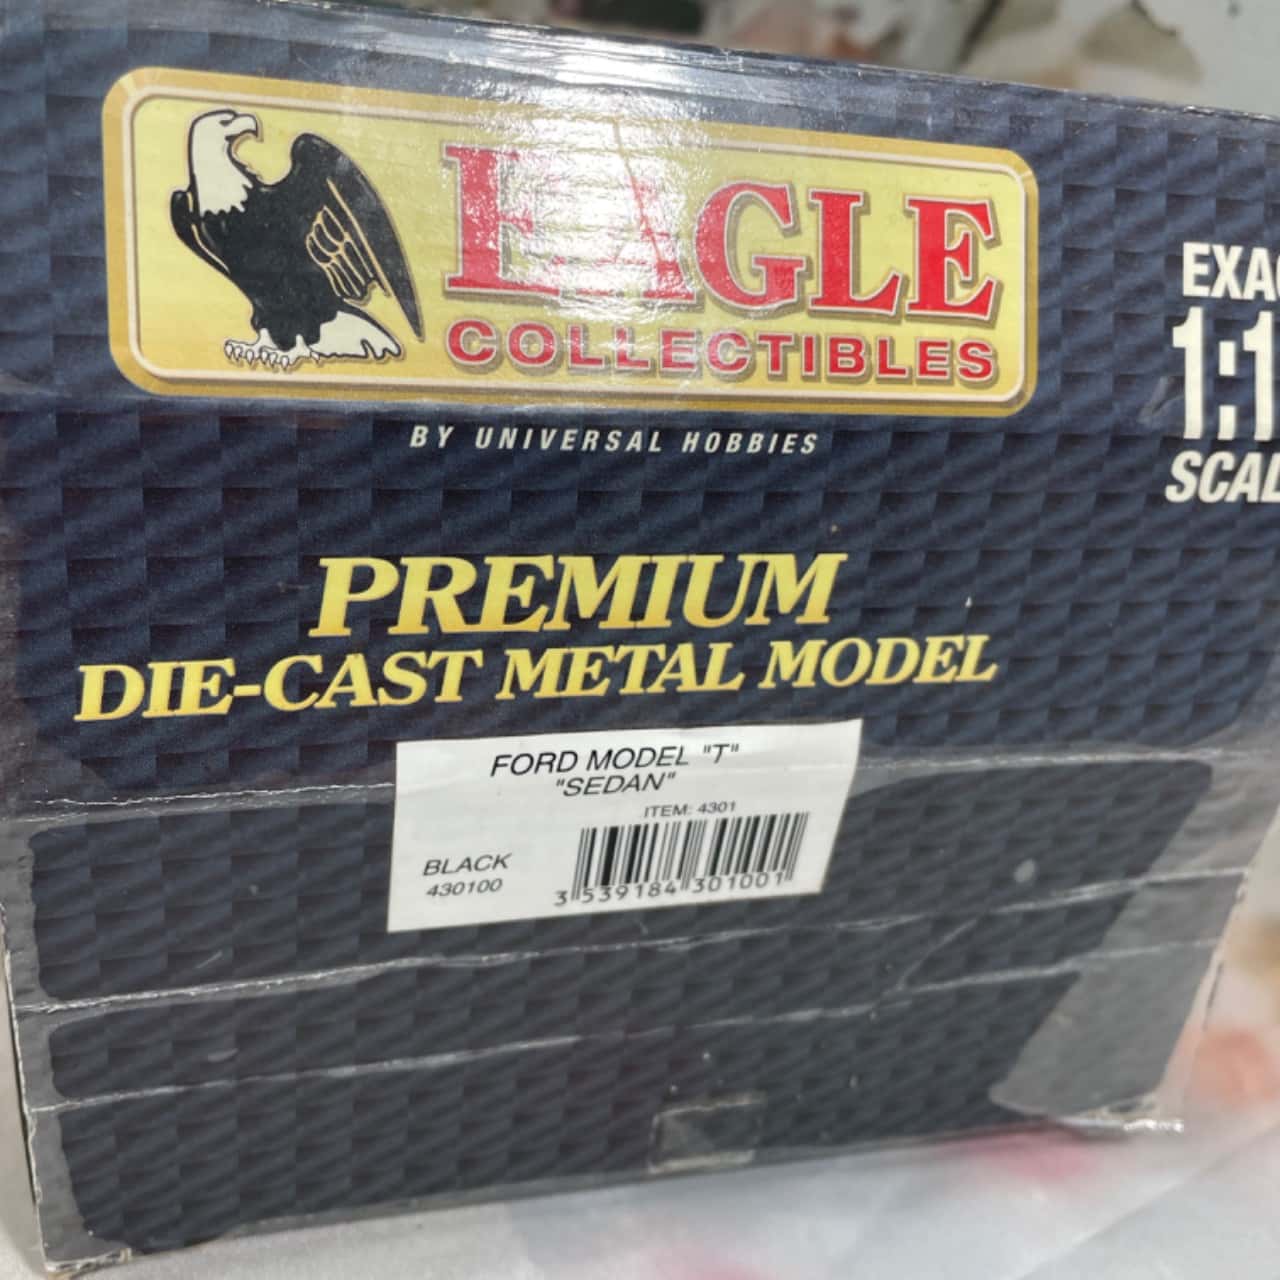 EAGLE
COLLECTIBLES
BY UNIVERSAL HOBBIES
EXA
1:1
SCAL
PREMIUM
DIE-CAST METAL MODEL
FORD MODEL "T"
"SEDAN"
ITEM: 4301
BLACK
430100
3 539184 301001